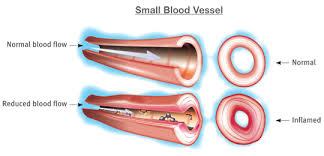 Small Blood Vessel
Normal blood flow
Normal
Reduced blood flow
Inflamed